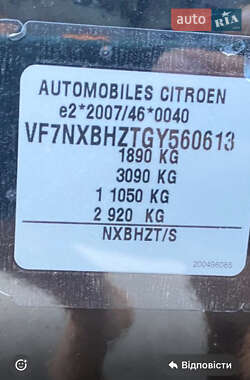 auto RIA
AUTOMOBILES CITROEN
e2*2007/46*0040
VF7NXBHZTGY560613
1890 KG
3090 KG
1 1050 KG
2 920 KG
NXBHZT/S
200496065
Відповісти